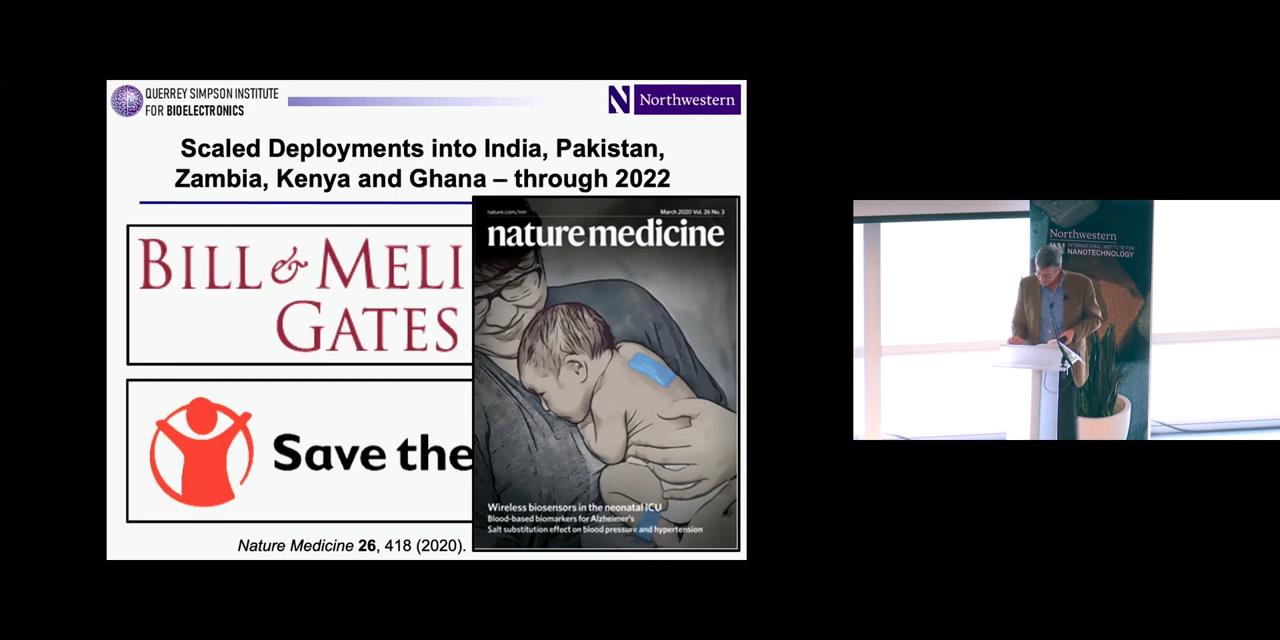 QUERREY SIMPSON INSTITUTE
FOR BIOELECTRONICS
N Northwestern
Scaled Deployments into India, Pakistan,
Zambia, Kenya and Ghana – through 2022
BILL & MELI
GATES
Save the
nature.com/nm
March 2020 Vol. 26 No. 3
nature medicine
Wireless biosensors in the neonatal ICU
Blood-based biomarkers for Alzheimer's
Salt substitution effect on blood pressure and hypertension
Nature Medicine 26, 418 (2020).
Northwestern
INTERNATIONAL INSTITUTE FOR
NANOTECHNOLOGY